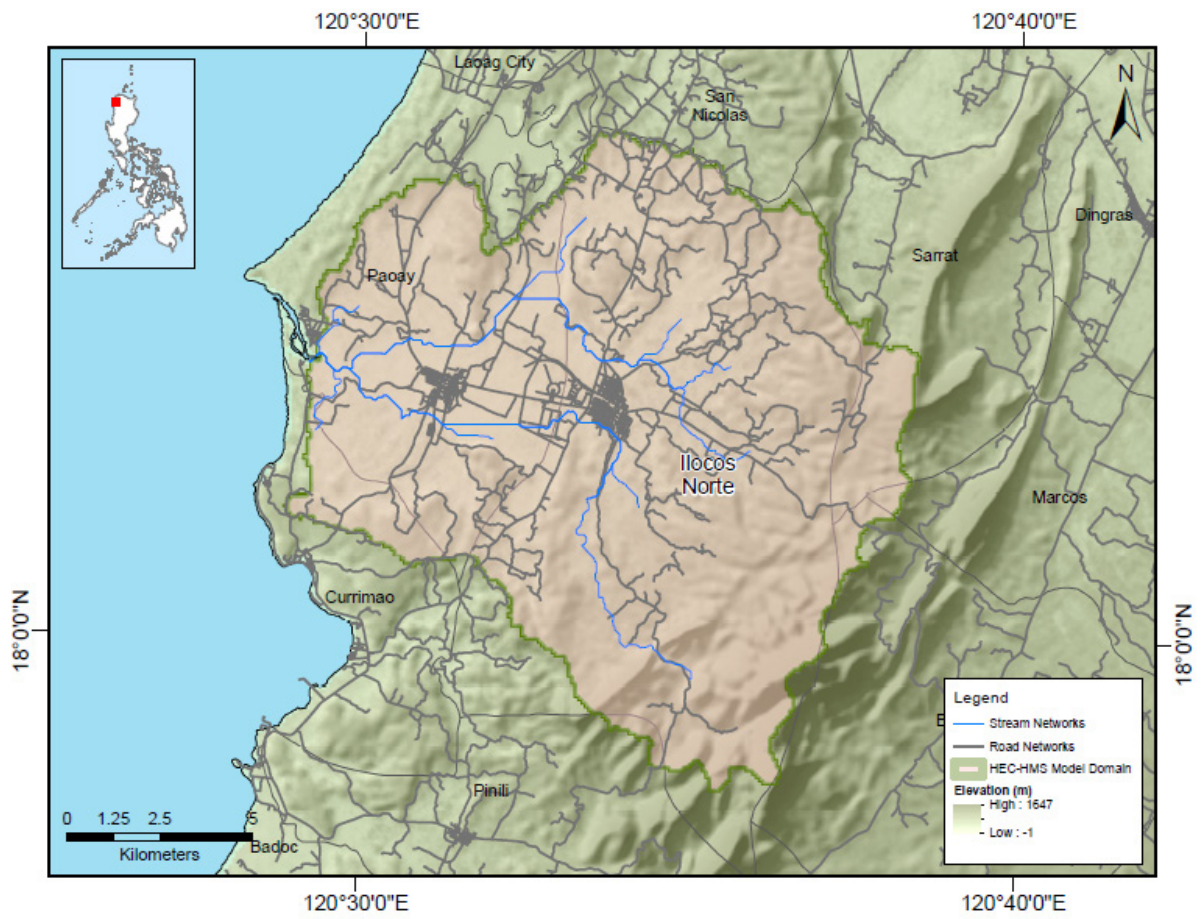 120°30'0"E
120°40'0"E
Laoag City
N
San
Nicolas
Dingras
Sarrat
Paoay
Ilocos
Norte
Marcos
Currimao
18°0'0"N
18°0'0"N
Legend
Stream Networks
Road Networks
HEC-HMS Model Domain
Elevation (m)
High : 1647
Low : -1
Pinili
0 1.25 2.5 5
Kilometers
Badoc
120°30'0"E
120°40'0"E